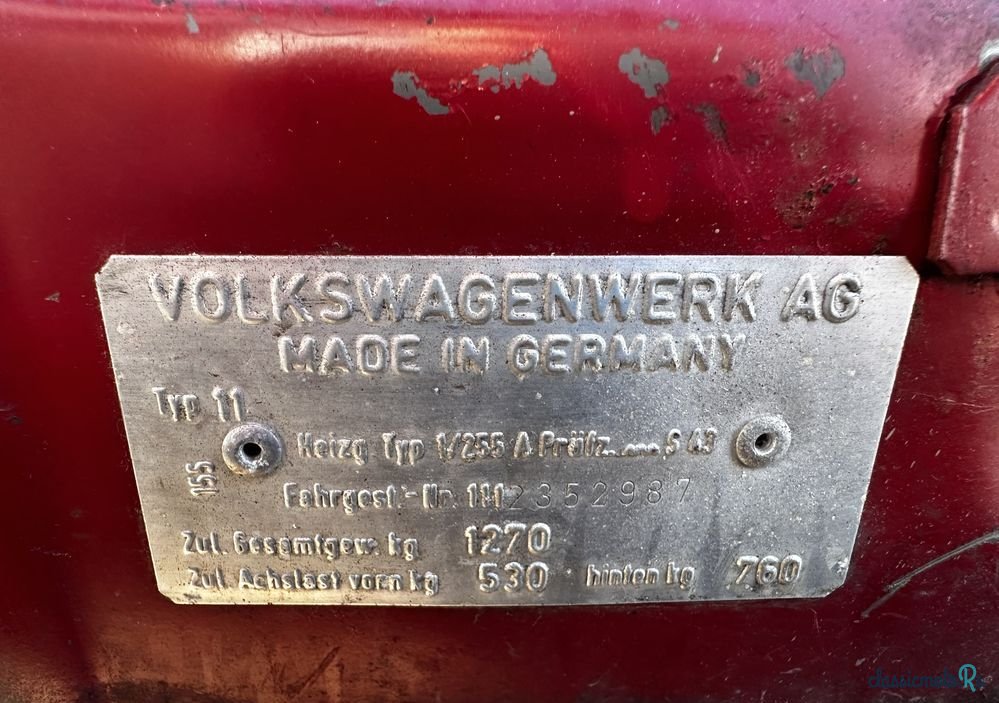 VOLKSWAGENWERK AG
MADE IN GERMANY
Typ 11
Heizg. Typ 1/255 A Prüfz. S 43
155
Fahrgest.-Nr. 1112352987
Zul. Gesamtgew. kg 1270
Zul. Achslast vorn kg 530 hinten kg 760